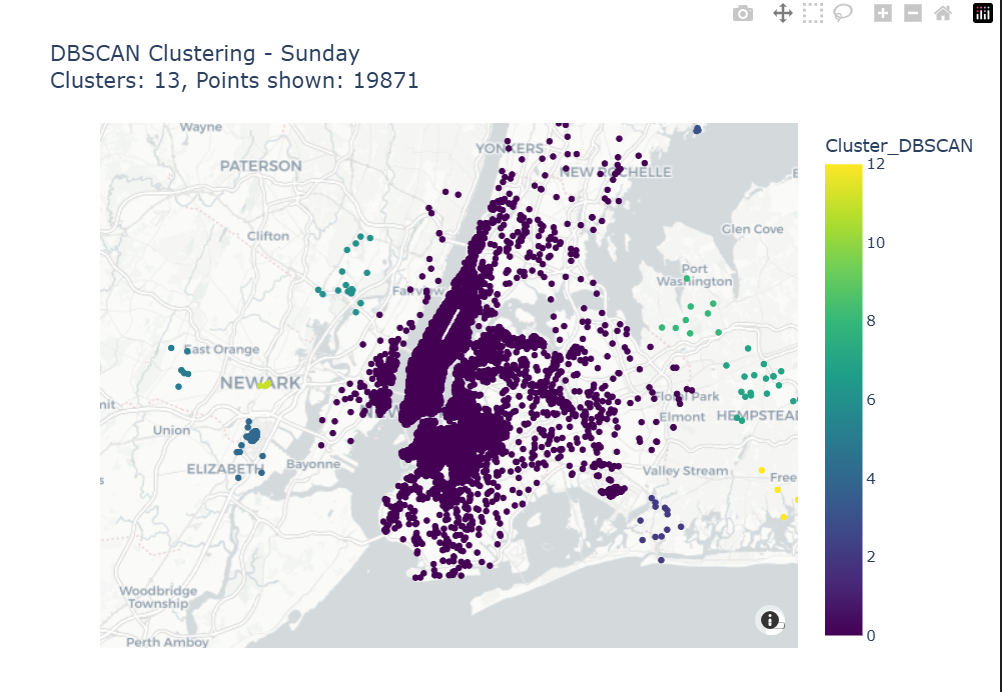 DBSCAN Clustering - Sunday
Clusters: 13, Points shown: 19871
Cluster_DBSCAN
12
10
8
6
4
2
0
Wayne
YONKERS
PATERSON
NEW ROCHELLE
Clifton
Glen Cove
Port
Washington
East Orange
NEWARK
Floral Park
Elmont
Union
ELIZABETH
Bayonne
Valley Stream
Free
Woodbridge
Township
Perth Amboy